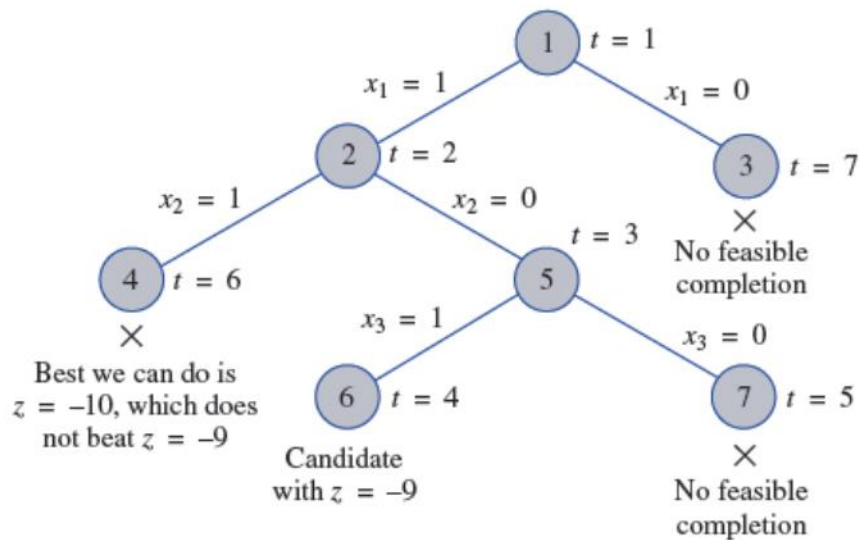 1 t = 1
x₁ = 1
x₁ = 0
2 t = 2
3 t = 7
x₂ = 1
x₂ = 0
No feasible
completion
4 t = 6
t = 3
5
x₃ = 1
x₃ = 0
Best we can do is
z = –10, which does
not beat z = –9
6 t = 4
7 t = 5
Candidate
with z = –9
No feasible
completion